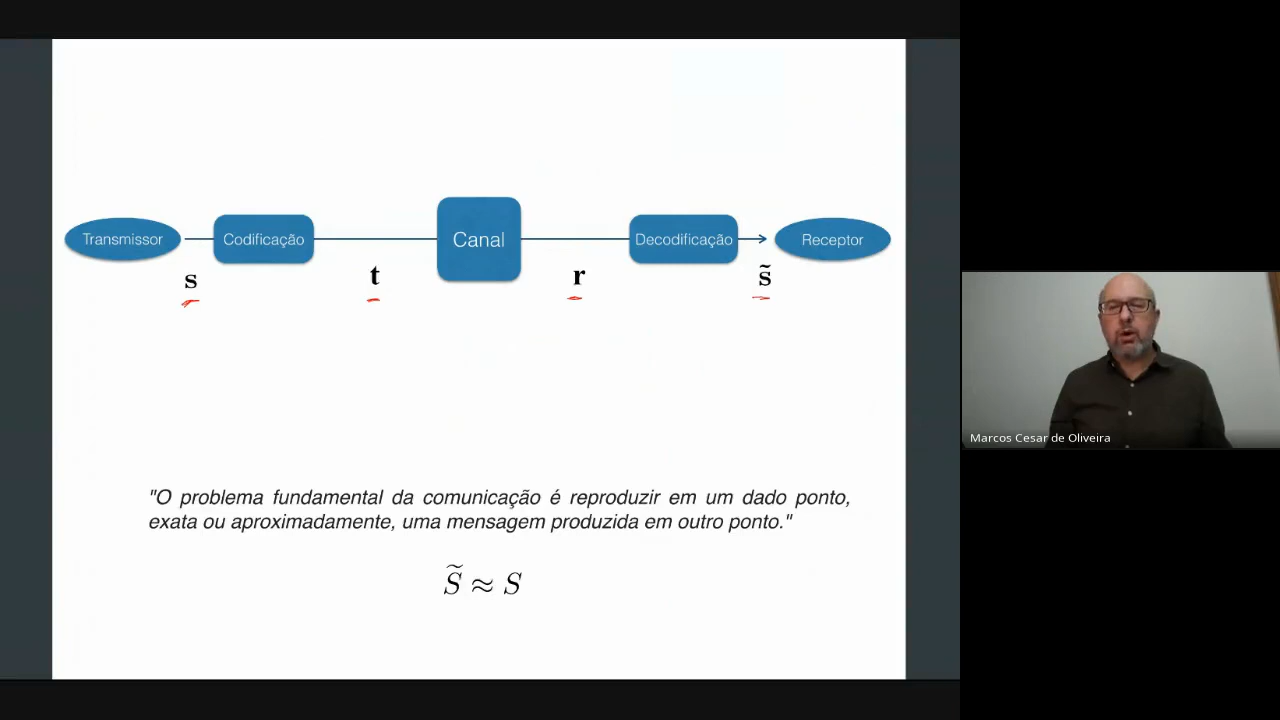 Transmissor
Codificação
Canal
Decodificação
Receptor
s
t
r
s̃
"O problema fundamental da comunicação é reproduzir em um dado ponto,
exata ou aproximadamente, uma mensagem produzida em outro ponto."
S̃ ≈ S
Marcos Cesar de Oliveira